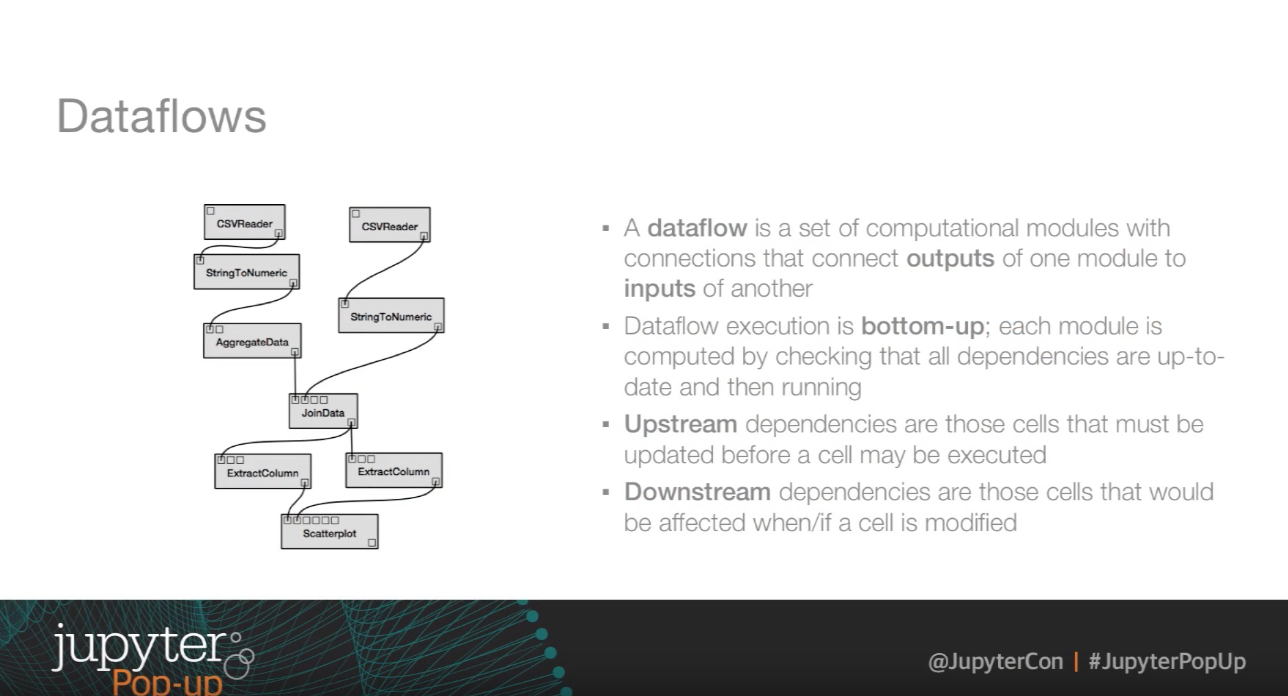 Dataflows
CSVReader
CSVReader
StringToNumeric
StringToNumeric
AggregateData
JoinData
ExtractColumn
ExtractColumn
Scatterplot
▪ A dataflow is a set of computational modules with
connections that connect outputs of one module to
inputs of another
▪ Dataflow execution is bottom-up; each module is
computed by checking that all dependencies are up-to-
date and then running
▪ Upstream dependencies are those cells that must be
updated before a cell may be executed
▪ Downstream dependencies are those cells that would
be affected when/if a cell is modified
jupyter
Pop-up
@JupyterCon | #JupyterPopUp